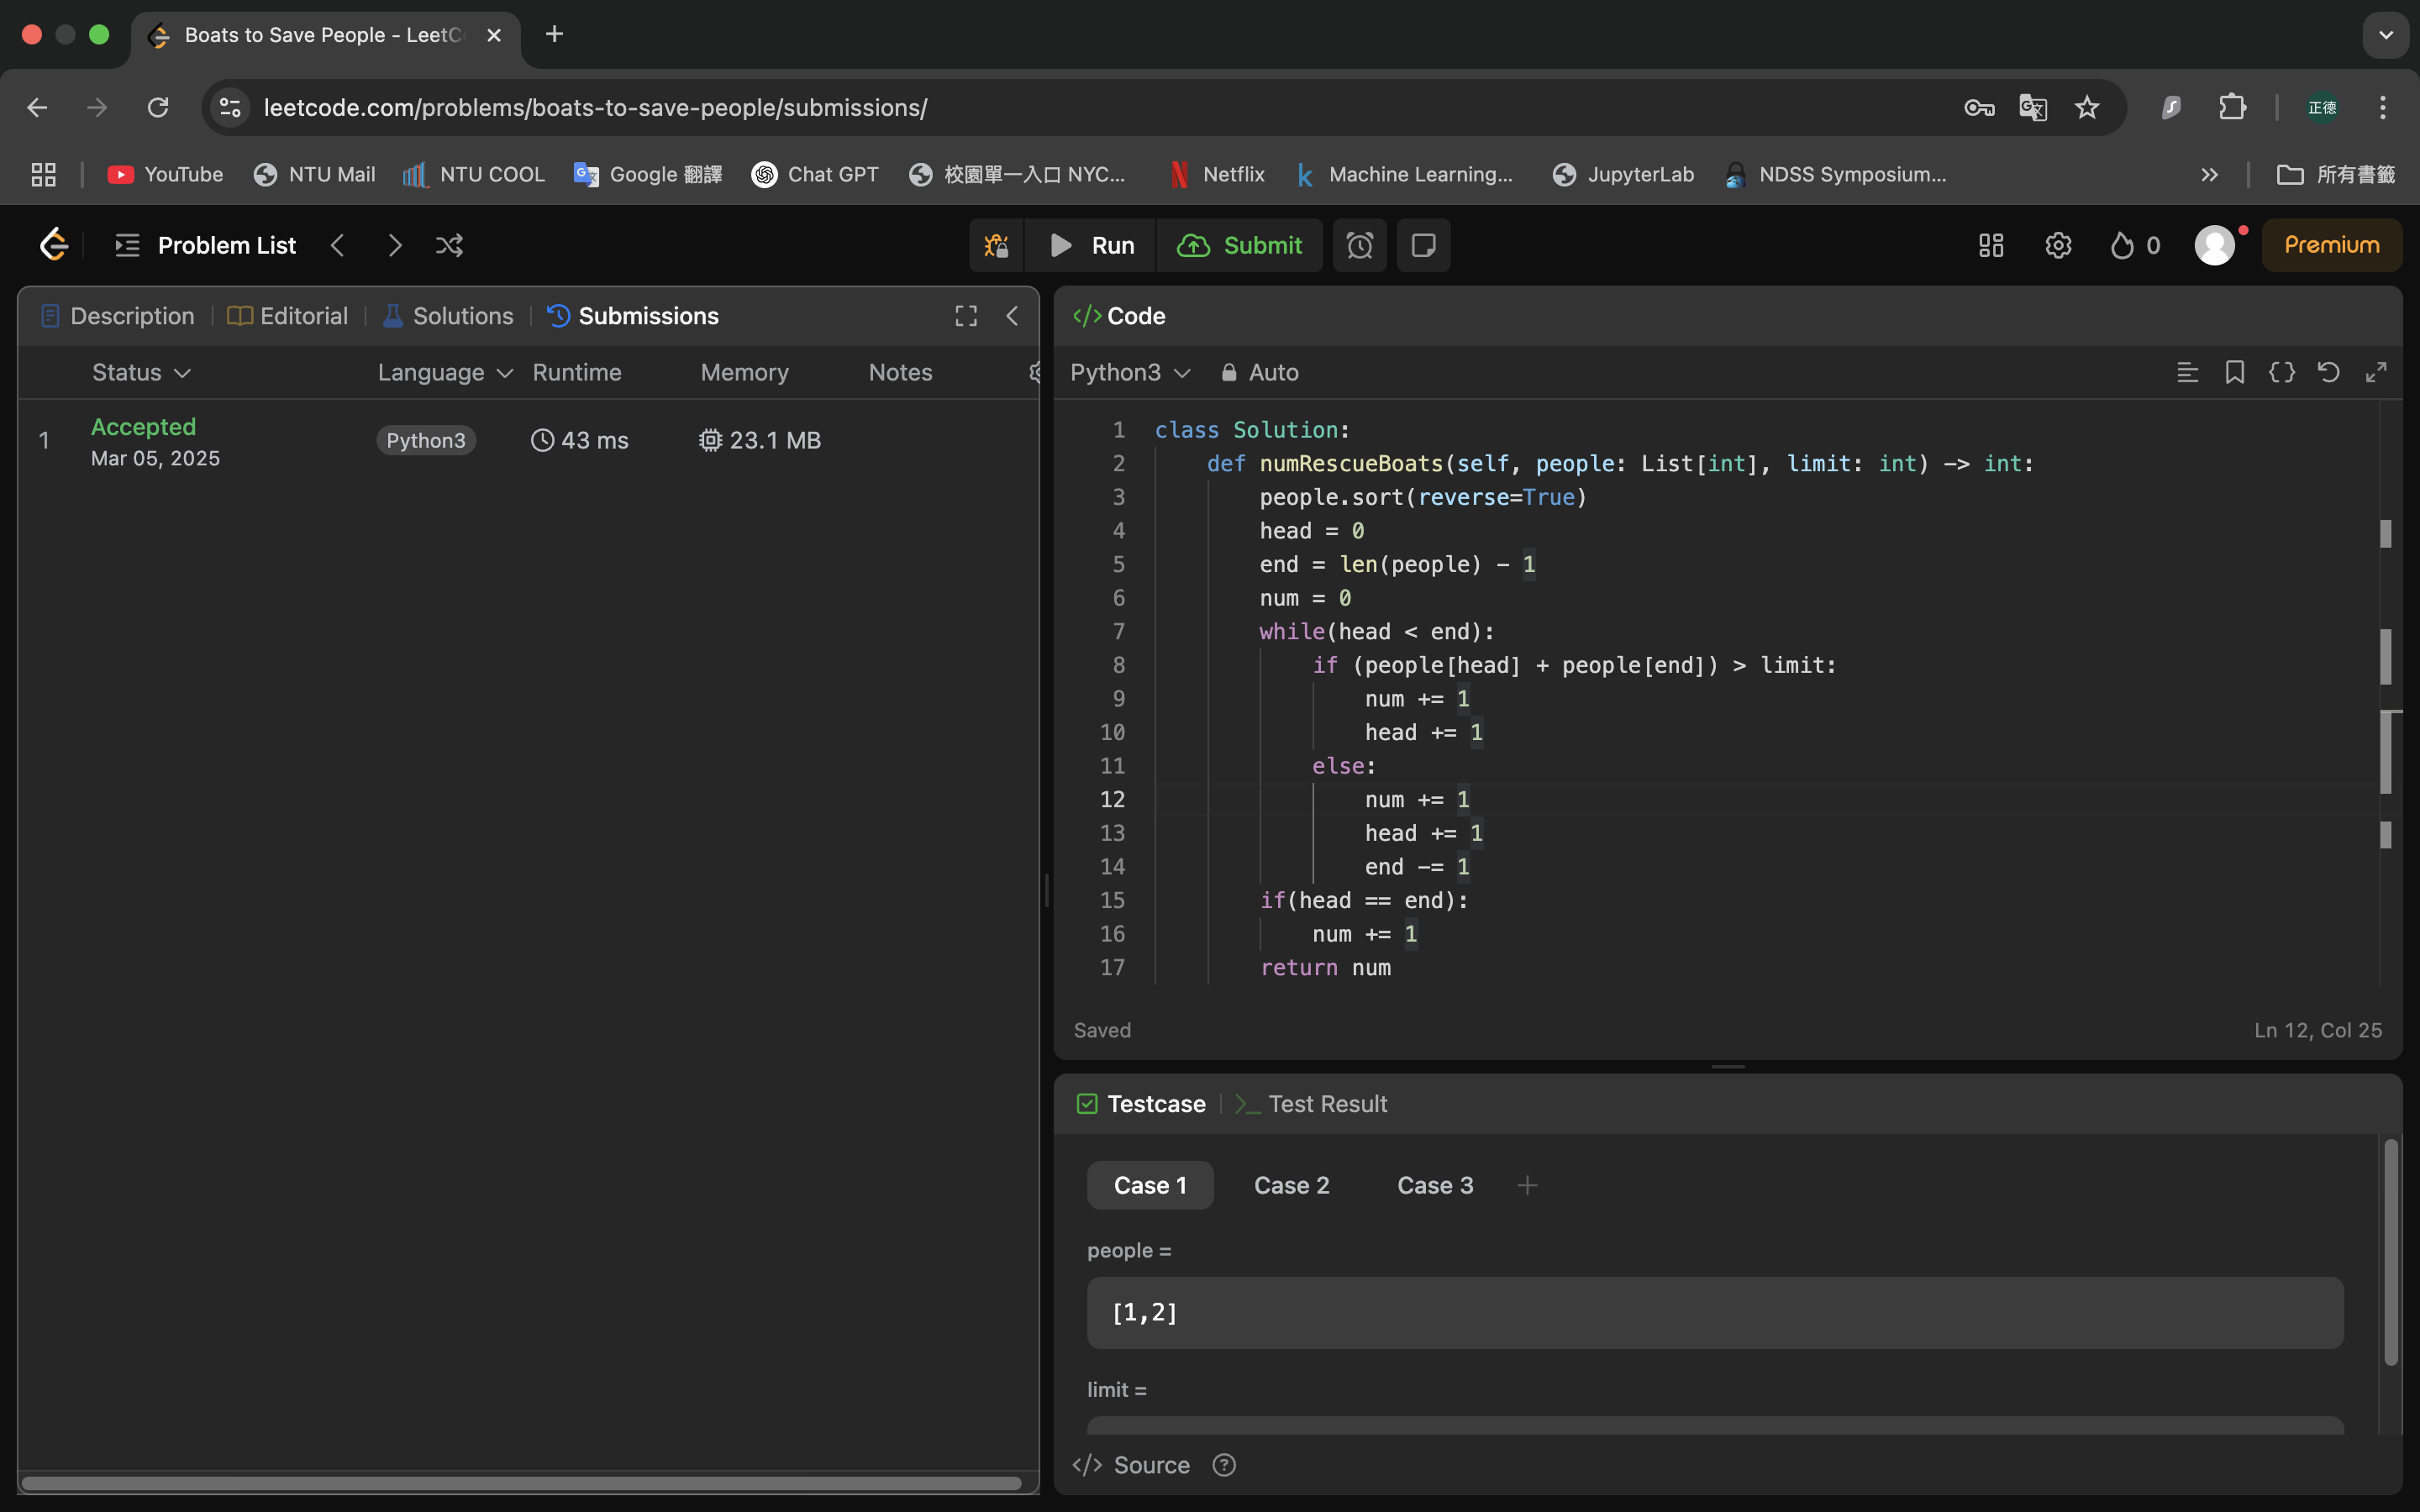 Boats to Save People - LeetC
leetcode.com/problems/boats-to-save-people/submissions/
正德
YouTube NTU Mail NTU COOL Google 翻譯 Chat GPT 校園單一入口 NYC... Netflix Machine Learning... JupyterLab NDSS Symposium... 所有書籤
Problem List Run Submit 0 Premium
Description Editorial Solutions Submissions
Status Language Runtime Memory Notes
1 Accepted Python3 43 ms 23.1 MB
Mar 05, 2025
</> Code
Python3 Auto
1 class Solution:
2 def numRescueBoats(self, people: List[int], limit: int) -> int:
3 people.sort(reverse=True)
4 head = 0
5 end = len(people) - 1
6 num = 0
7 while(head < end):
8 if (people[head] + people[end]) > limit:
9 num += 1
10 head += 1
11 else:
12 num += 1
13 head += 1
14 end -= 1
15 if(head == end):
16 num += 1
17 return num
Saved Ln 12, Col 25
Testcase Test Result
Case 1 Case 2 Case 3
people =
[1,2]
limit =
</> Source